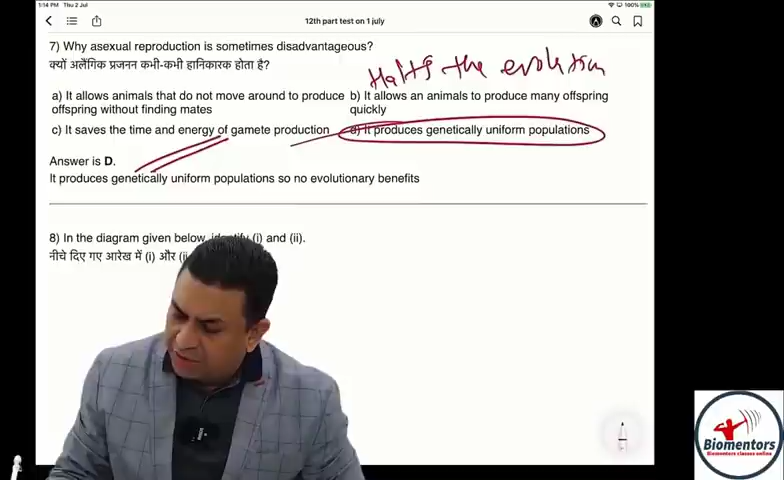 1:14 PM Thu 2 Jul
100%
12th part test on 1 july
7) Why asexual reproduction is sometimes disadvantageous?
क्यों अलैंगिक प्रजनन कभी-कभी हानिकारक होता है?
Halts the evolution
a) It allows animals that do not move around to produce offspring without finding mates
b) It allows an animals to produce many offspring quickly
c) It saves the time and energy of gamete production
d) It produces genetically uniform populations
Answer is D.
It produces genetically uniform populations so no evolutionary benefits
8) In the diagram given below, identify (i) and (ii).
नीचे दिए गए आरेख में (i) और (ii
Biomentors
Biomentors classes online